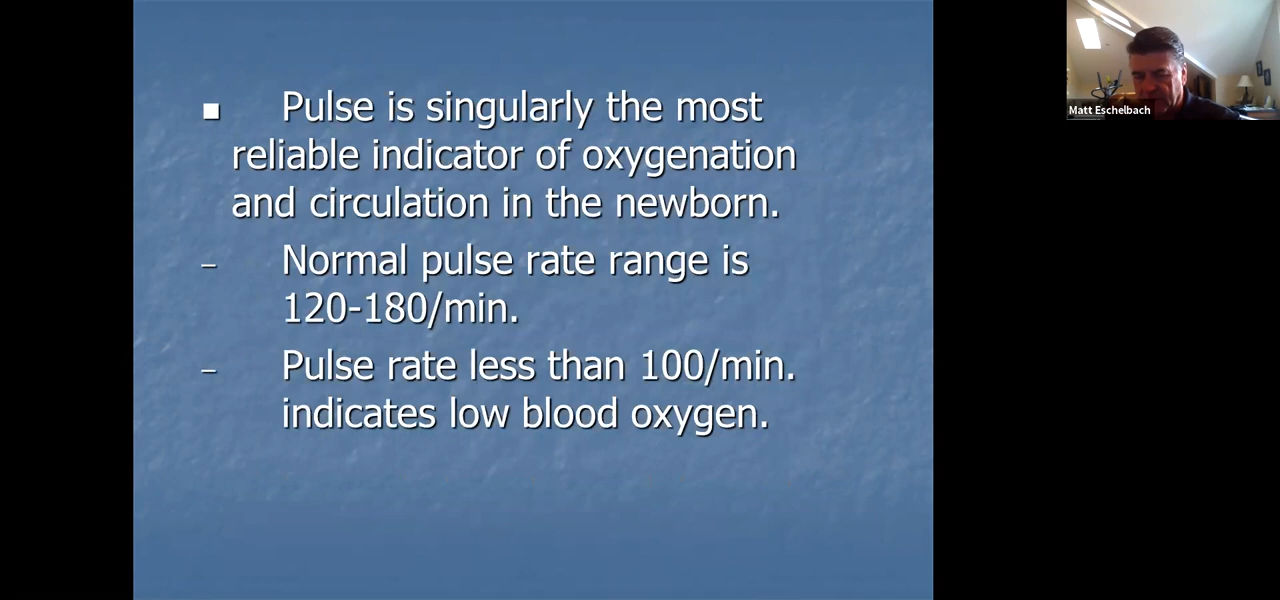 ■ Pulse is singularly the most
reliable indicator of oxygenation
and circulation in the newborn.
– Normal pulse rate range is
120-180/min.
– Pulse rate less than 100/min.
indicates low blood oxygen.
Matt Eschelbach